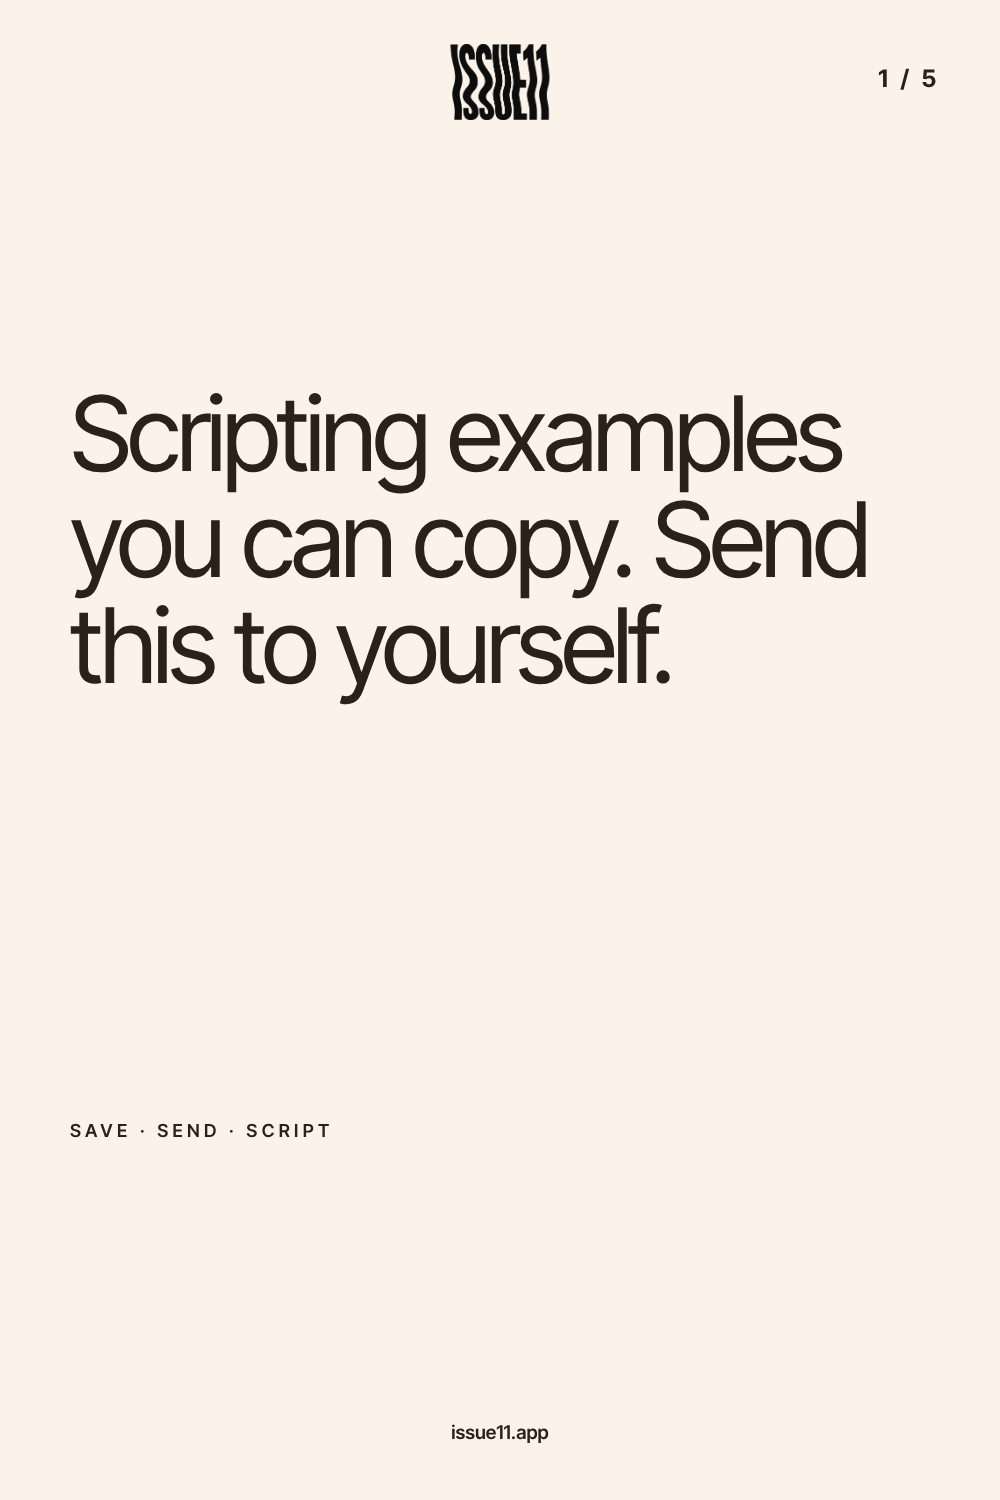 ISSUE11
1 / 5
Scripting examples
you can copy. Send
this to yourself.
SAVE · SEND · SCRIPT
issue11.app